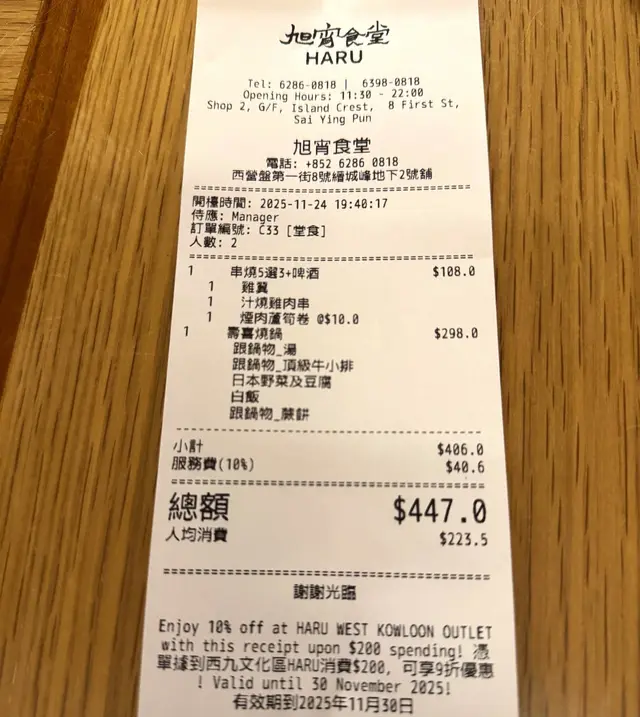 旭宵食堂
HARU
Tel: 6286-0818 | 6398-0818
Opening Hours: 11:30 - 22:00
Shop 2, G/F, Island Crest, 8 First St,
Sai Ying Pun
旭宵食堂
電話: +852 6286 0818
西營盤第一街8號縉城峰地下2號舖
開檯時間: 2025-11-24 19:40:17
侍應: Manager
訂單編號: C33 [堂食]
人數: 2
1 串燒5選3+啤酒 $108.0
1 雞翼
1 汁燒雞肉串
1 煙肉蘆筍卷 @$10.0
1 壽喜燒鍋 $298.0
跟鍋物_湯
跟鍋物_頂級牛小排
日本野菜及豆腐
白飯
跟鍋物_蕨餅
小計 $406.0
服務費(10%) $40.6
總額 $447.0
人均消費 $223.5
謝謝光臨
Enjoy 10% off at HARU WEST KOWLOON OUTLET
with this receipt upon $200 spending! 憑
單據到西九文化區HARU消費$200, 可享9折優惠
! Valid until 30 November 2025!
有效期到2025年11月30日